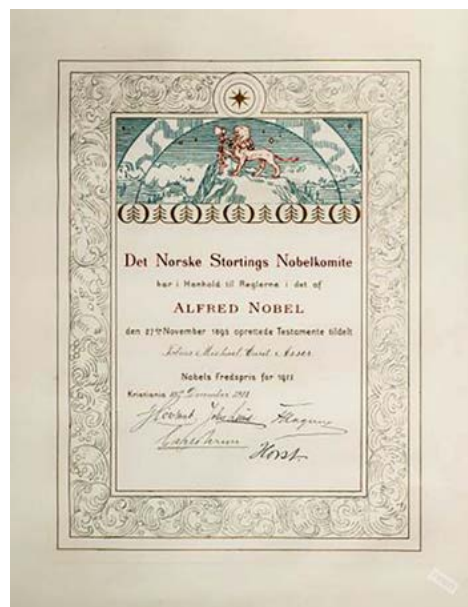 Det Norske Stortings Nobelkomite
har i Henhold til Reglerne i det af
ALFRED NOBEL
den 27de November 1895 oprettede Testamente tildelt
Tobias Michael Carel Asser
Nobels Fredspris for 1911
Kristiania 10de December 1911
J Løvland
Horst